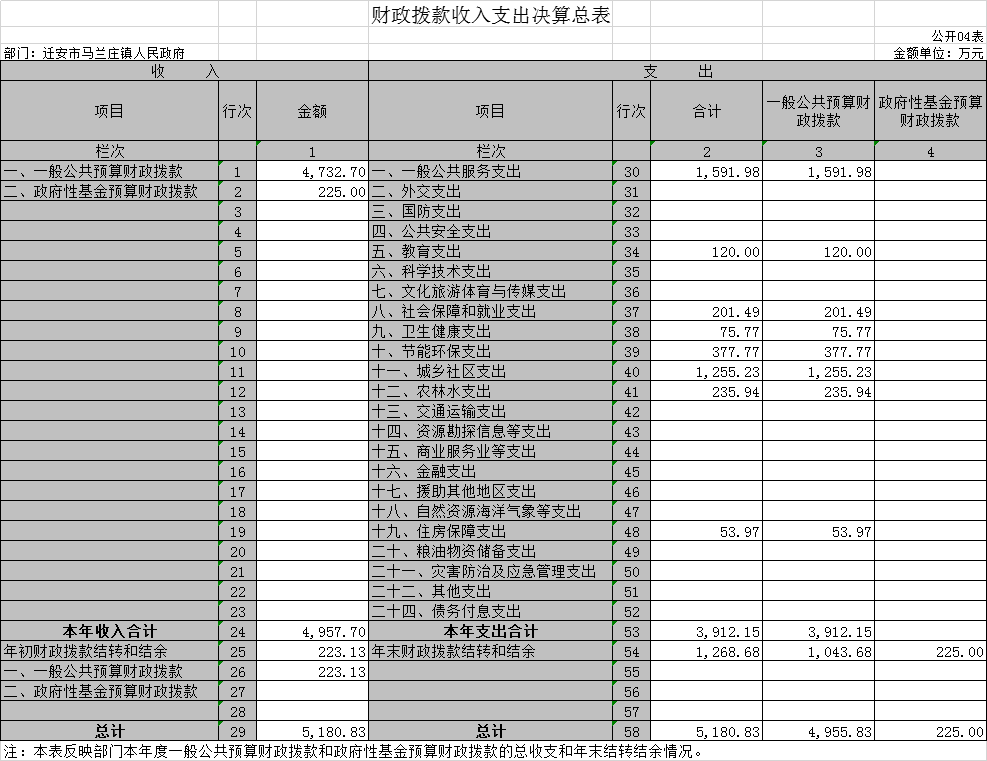 财政拨款收入支出决算总表
公开04表
部门：迁安市马兰庄镇人民政府 金额单位：万元
收 入 支 出
项目 行次 金额 项目 行次 合计 一般公共预算财政拨款 政府性基金预算财政拨款
栏次 1 栏次 2 3 4
一、一般公共预算财政拨款 1 4,732.70 一、一般公共服务支出 30 1,591.98 1,591.98
二、政府性基金预算财政拨款 2 225.00 二、外交支出 31
3 三、国防支出 32
4 四、公共安全支出 33
5 五、教育支出 34 120.00 120.00
6 六、科学技术支出 35
7 七、文化旅游体育与传媒支出 36
8 八、社会保障和就业支出 37 201.49 201.49
9 九、卫生健康支出 38 75.77 75.77
10 十、节能环保支出 39 377.77 377.77
11 十一、城乡社区支出 40 1,255.23 1,255.23
12 十二、农林水支出 41 235.94 235.94
13 十三、交通运输支出 42
14 十四、资源勘探信息等支出 43
15 十五、商业服务业等支出 44
16 十六、金融支出 45
17 十七、援助其他地区支出 46
18 十八、自然资源海洋气象等支出 47
19 十九、住房保障支出 48 53.97 53.97
20 二十、粮油物资储备支出 49
21 二十一、灾害防治及应急管理支出 50
22 二十二、其他支出 51
23 二十四、债务付息支出 52
本年收入合计 24 4,957.70 本年支出合计 53 3,912.15 3,912.15
年初财政拨款结转和结余 25 223.13 年末财政拨款结转和结余 54 1,268.68 1,043.68 225.00
一、一般公共预算财政拨款 26 223.13 55
二、政府性基金预算财政拨款 27 56
28 57
总计 29 5,180.83 总计 58 5,180.83 4,955.83 225.00
注：本表反映部门本年度一般公共预算财政拨款和政府性基金预算财政拨款的总收支和年末结转结余情况。